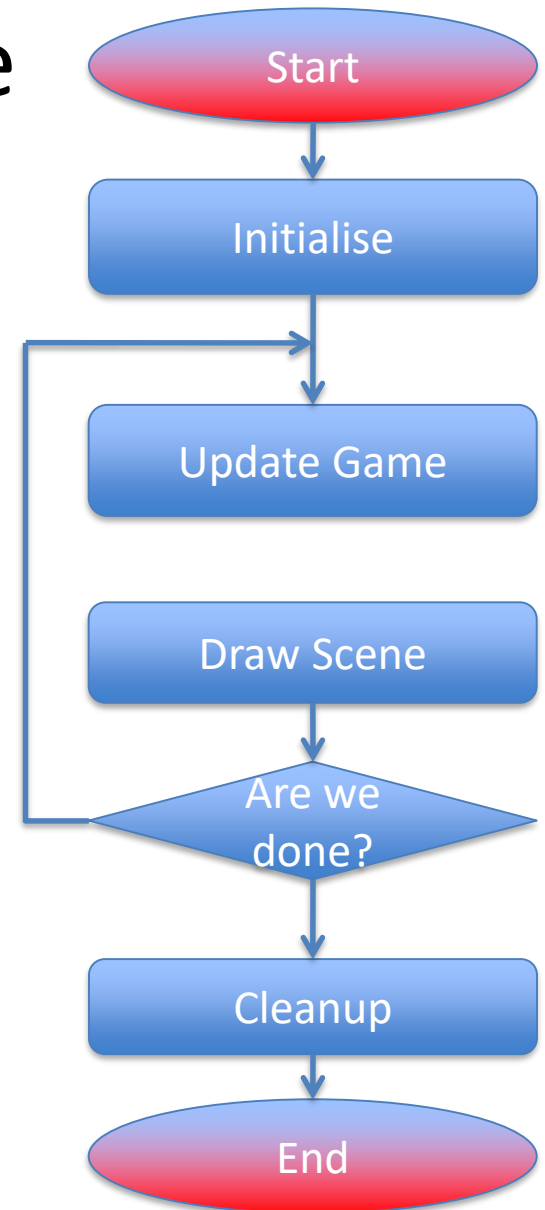 e
Start
Initialise
Update Game
Draw Scene
Are we
done?
Cleanup
End